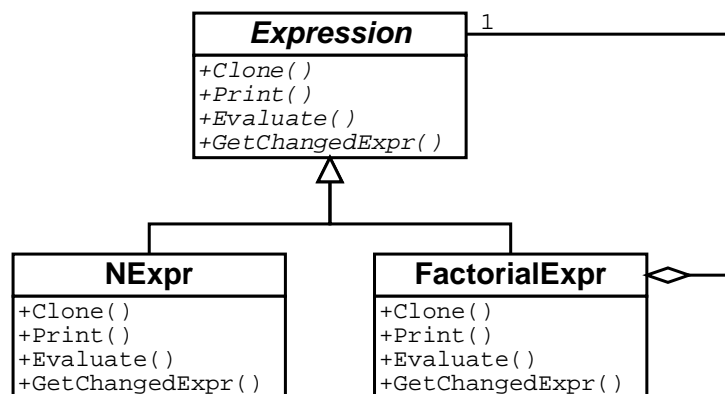 Expression
1
+Clone()
+Print()
+Evaluate()
+GetChangedExpr()
NExpr
+Clone()
+Print()
+Evaluate()
+GetChangedExpr()
FactorialExpr
+Clone()
+Print()
+Evaluate()
+GetChangedExpr()